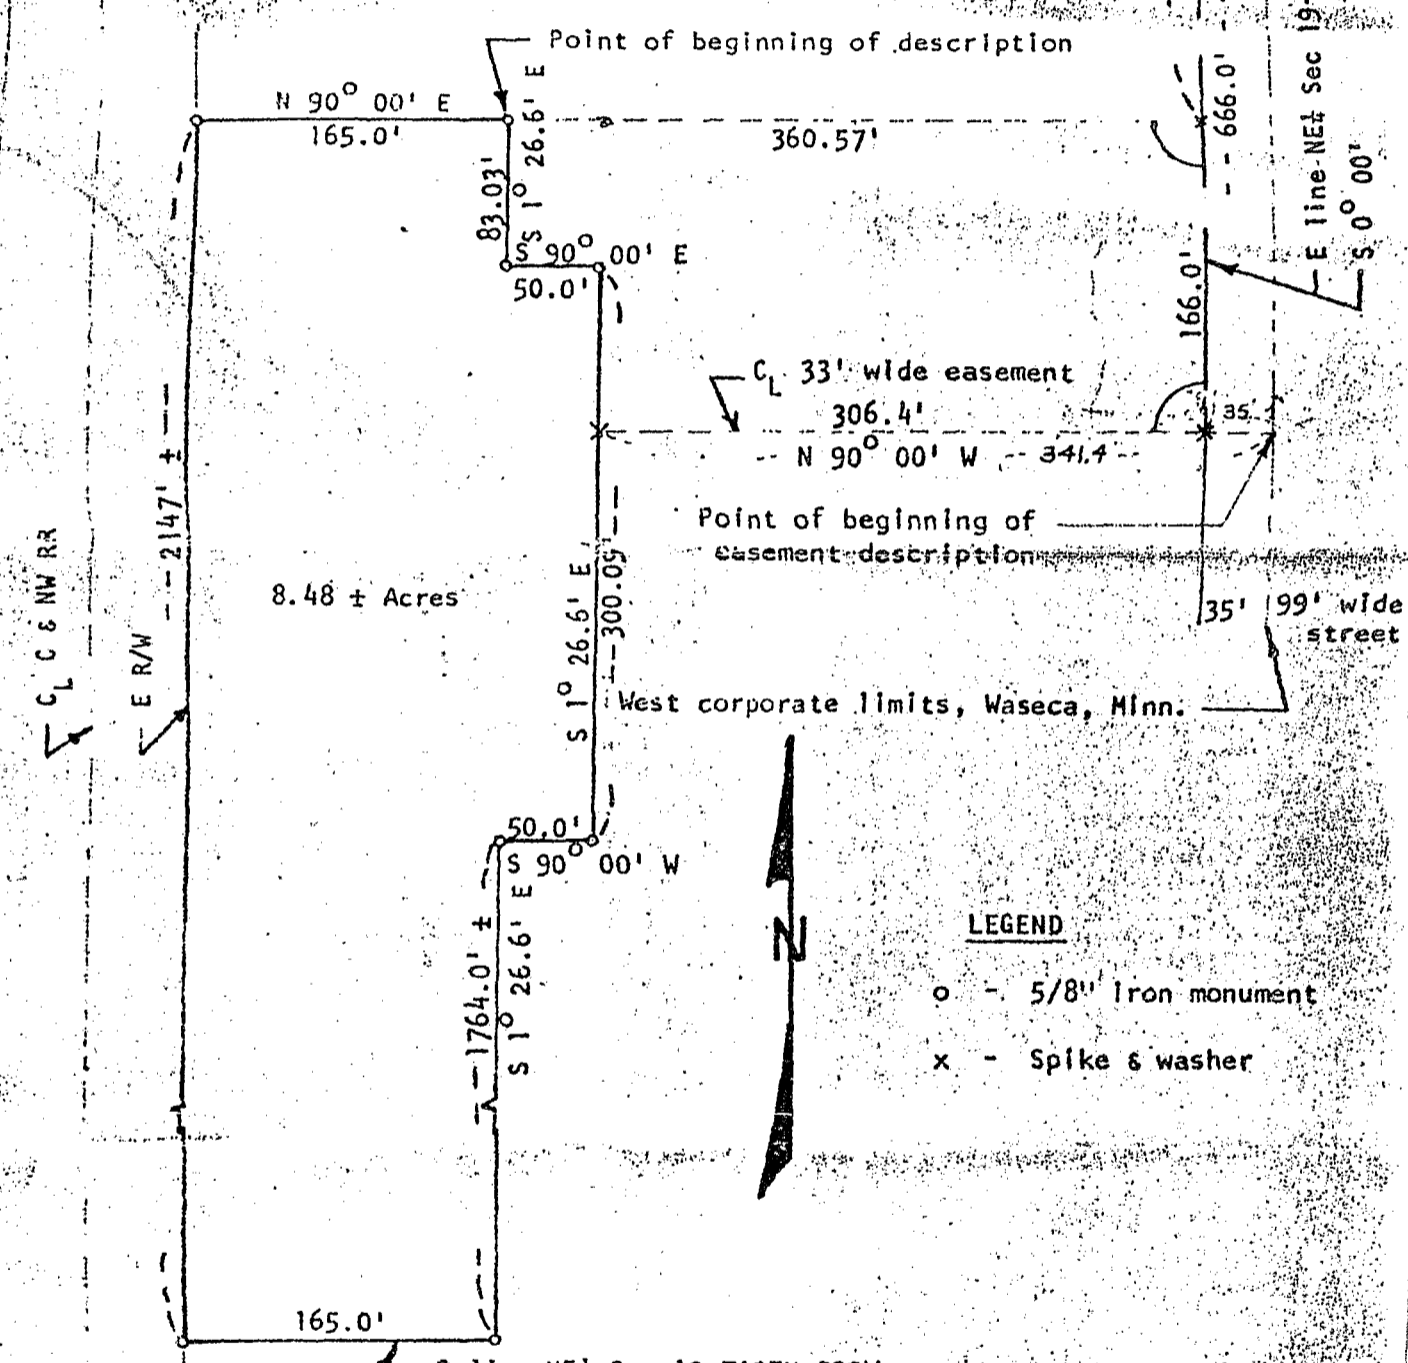 Point of beginning of description
N 90° 00' E
165.0'
S 1° 26.6' E
83.03'
360.57'
- - 666.0' -
E line NE¼ Sec 19-
S 0° 00'
S 90° 00' E
50.0'
166.0'
C L 33' wide easement
306.4'
35
-- N 90° 00' W -- 341.4 --
Point of beginning of
easement description
- - 2147' ± -
8.48 ± Acres
S 1° 26.6' E
--300.05'--
35'
99' wide
street
C L C & NW RR
E R/W
West corporate limits, Waseca, Minn.
50.0'
S 90° 00' W
-1764.0' ±
S 1° 26.6' E
N
LEGEND
o - 5/8" Iron monument
x - Spike & washer
165.0'